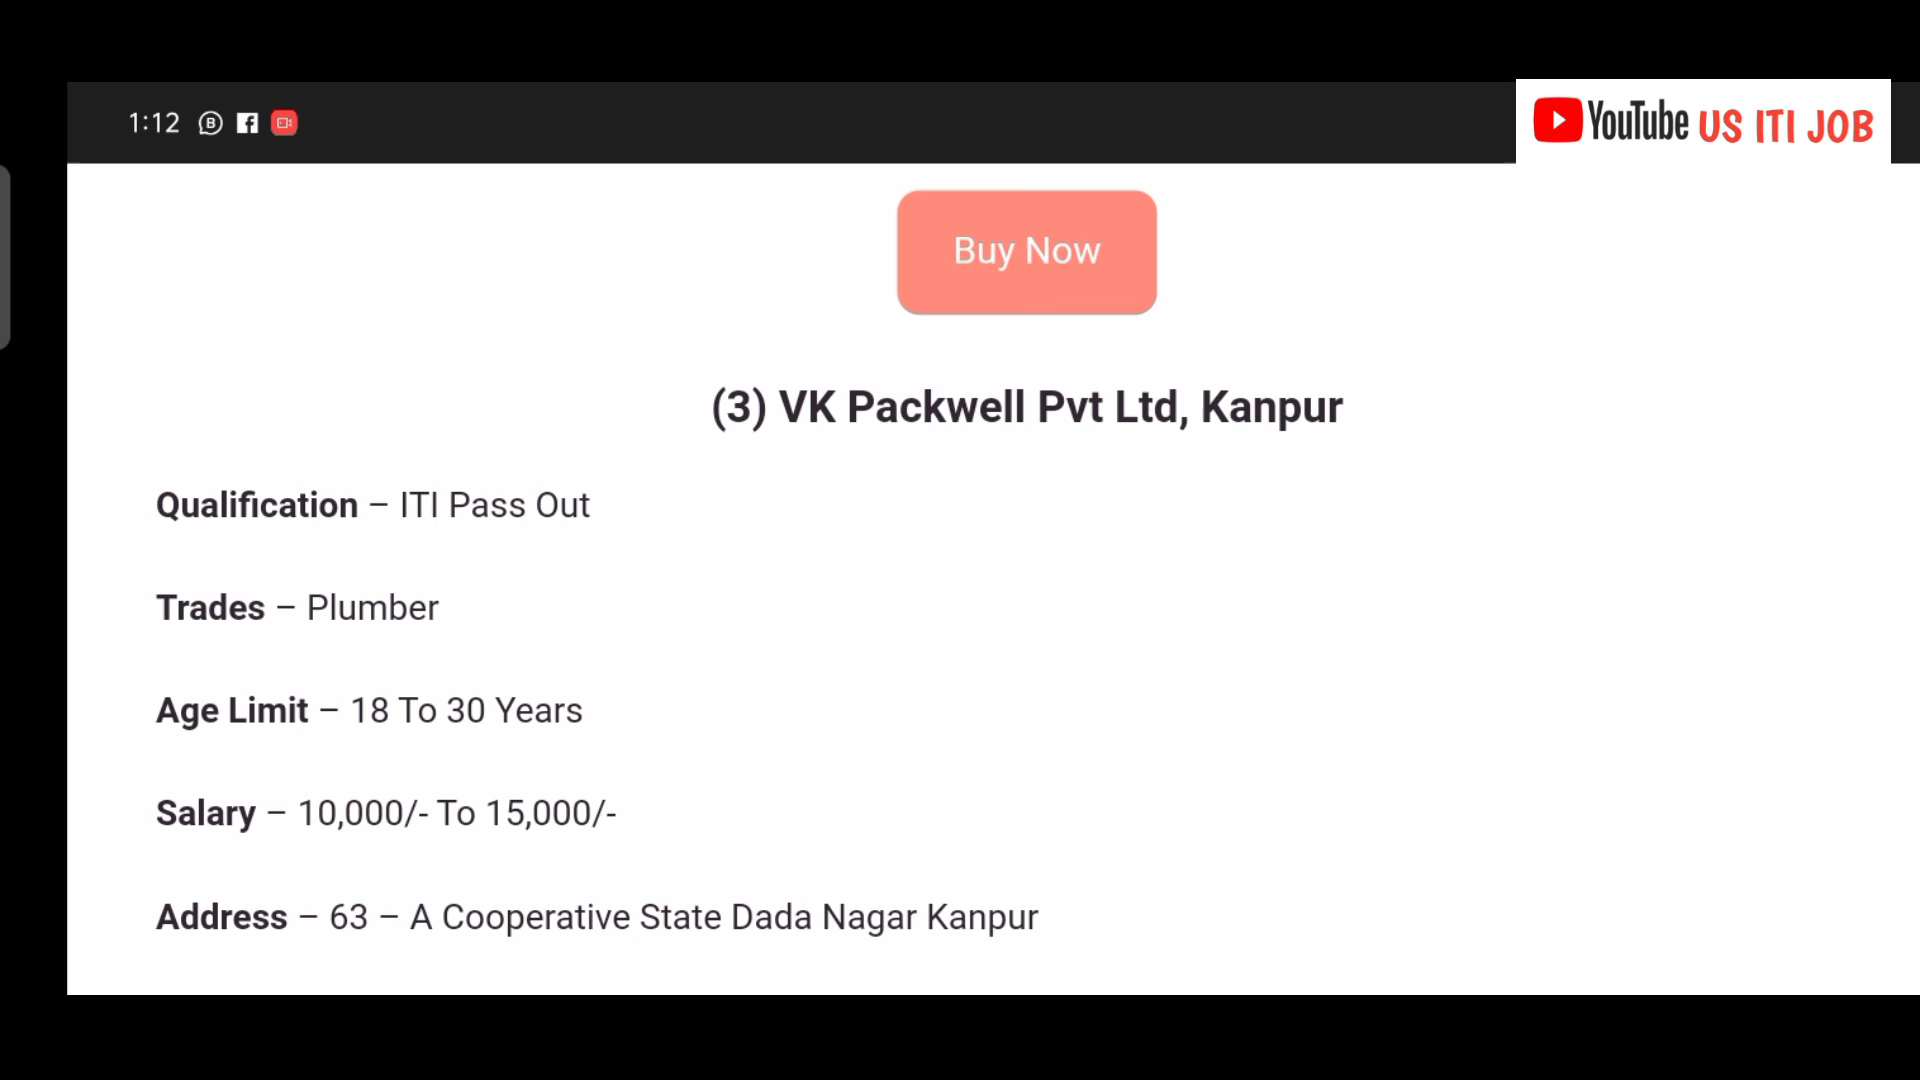 1:12
YouTube US ITI JOB
Buy Now
(3) VK Packwell Pvt Ltd, Kanpur
Qualification – ITI Pass Out
Trades – Plumber
Age Limit – 18 To 30 Years
Salary – 10,000/- To 15,000/-
Address – 63 – A Cooperative State Dada Nagar Kanpur